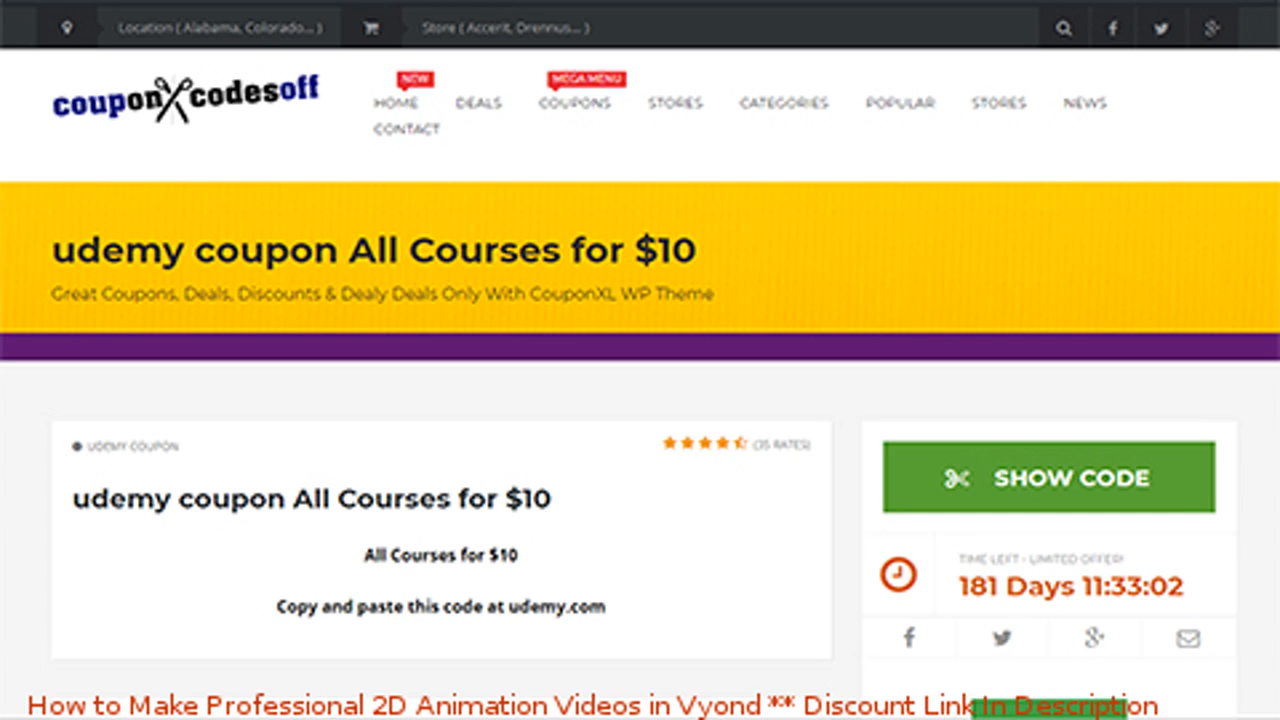 Location ( Alabama, Colorado... )
Store ( Accent, Drennus... )
coupon codesoff
NEW
MEGA MENU
HOME DEALS COUPONS STORES CATEGORIES POPULAR STORES NEWS
CONTACT
udemy coupon All Courses for $10
Great Coupons, Deals, Discounts & Dealy Deals Only With CouponXL WP Theme
UDEMY COUPON
(35 RATES)
udemy coupon All Courses for $10
All Courses for $10
Copy and paste this code at udemy.com
SHOW CODE
TIME LEFT - LIMITED OFFER!
181 Days 11:33:02
How to Make Professional 2D Animation Videos in Vyond ** Discount Link In Description